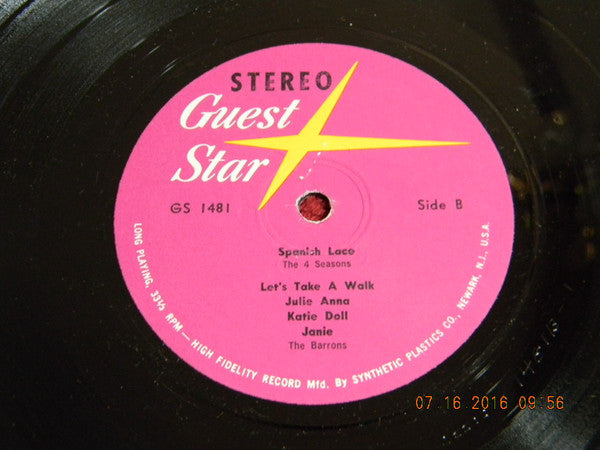 STEREO
Guest
Star
GS 1481
Side B
Spanish Lace
The 4 Seasons
Let's Take A Walk
Julie Anna
Katie Doll
Janie
The Barrons
LONG PLAYING, 33⅓ RPM — HIGH FIDELITY RECORD Mfd. By SYNTHETIC PLASTICS CO., NEWARK, N.J., U.S.A.
07.16.2016 09:56